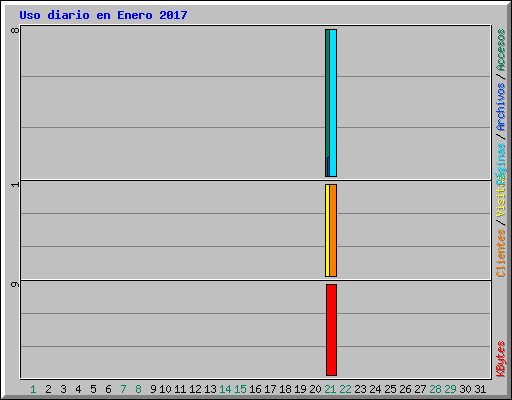 Uso diario en Enero 2017
8
1
9
Páginas / Archivos / Accesos
Clientes / Visitas
KBytes
1 2 3 4 5 6 7 8 9 10 11 12 13 14 15 16 17 18 19 20 21 22 23 24 25 26 27 28 29 30 31